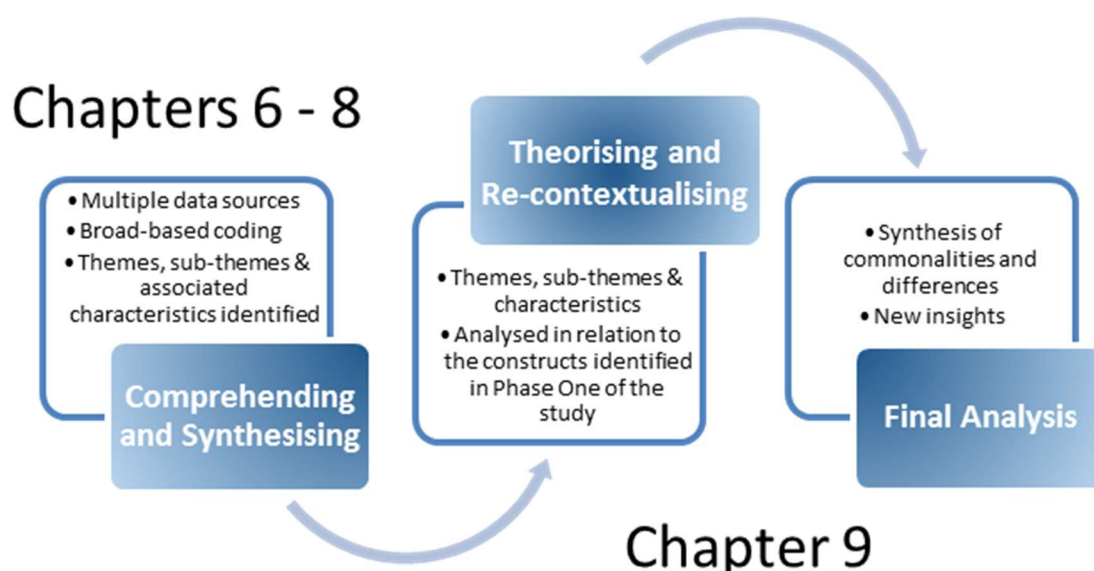 Chapters 6 - 8
• Multiple data sources
• Broad-based coding
• Themes, sub-themes &
associated
characteristics identified
Comprehending
and Synthesising
Theorising and
Re-contextualising
• Themes, sub-themes &
characteristics
• Analysed in relation to
the constructs identified
in Phase One of the
study
• Synthesis of
commonalities and
differences
• New insights
Final Analysis
Chapter 9